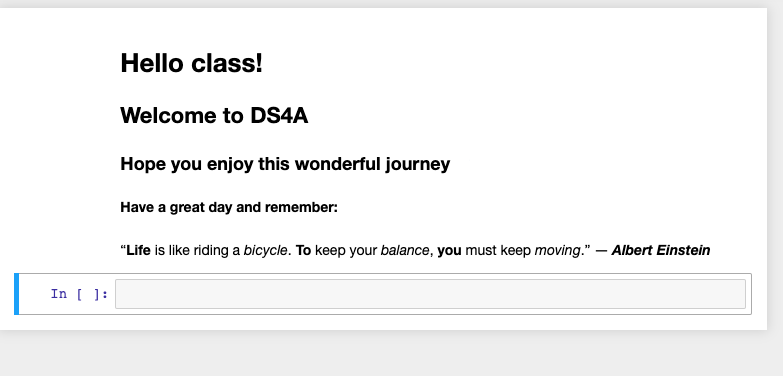 Hello class!
Welcome to DS4A
Hope you enjoy this wonderful journey
Have a great day and remember:
“Life is like riding a bicycle. To keep your balance, you must keep moving.” — Albert Einstein
In [ ]: